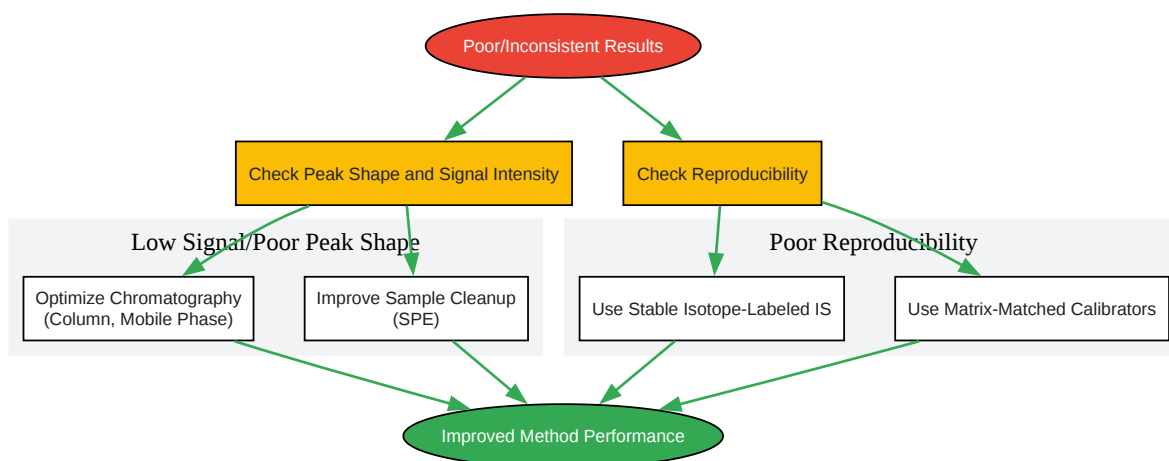 Poor/Inconsistent Results
Check Peak Shape and Signal Intensity
Check Reproducibility
Low Signal/Poor Peak Shape
Poor Reproducibility
Optimize Chromatography
(Column, Mobile Phase)
Improve Sample Cleanup
(SPE)
Use Stable Isotope-Labeled IS
Use Matrix-Matched Calibrators
Improved Method Performance